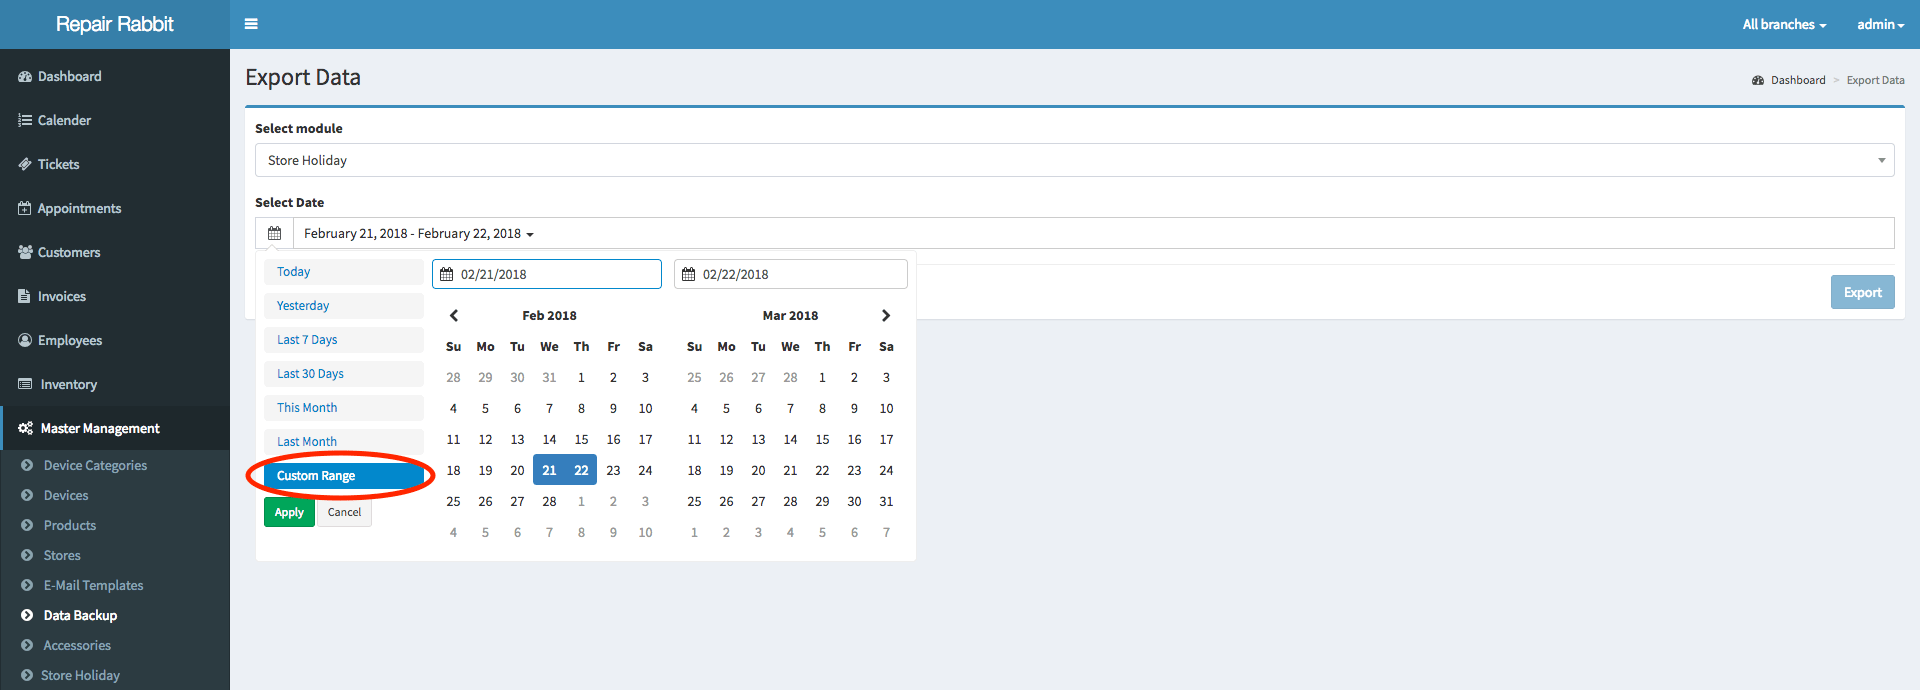 Repair Rabbit
All branches
admin
Dashboard
Calender
Tickets
Appointments
Customers
Invoices
Employees
Inventory
Master Management
Device Categories
Devices
Products
Stores
E-Mail Templates
Data Backup
Accessories
Store Holiday
Export Data
Dashboard > Export Data
Select module
Store Holiday
Select Date
February 21, 2018 - February 22, 2018
Today
Yesterday
Last 7 Days
Last 30 Days
This Month
Last Month
Custom Range
Apply Cancel
02/21/2018
Feb 2018
Su Mo Tu We Th Fr Sa
28 29 30 31 1 2 3
4 5 6 7 8 9 10
11 12 13 14 15 16 17
18 19 20 21 22 23 24
25 26 27 28 1 2 3
4 5 6 7 8 9 10
02/22/2018
Mar 2018
Su Mo Tu We Th Fr Sa
25 26 27 28 1 2 3
4 5 6 7 8 9 10
11 12 13 14 15 16 17
18 19 20 21 22 23 24
25 26 27 28 29 30 31
1 2 3 4 5 6 7
Export